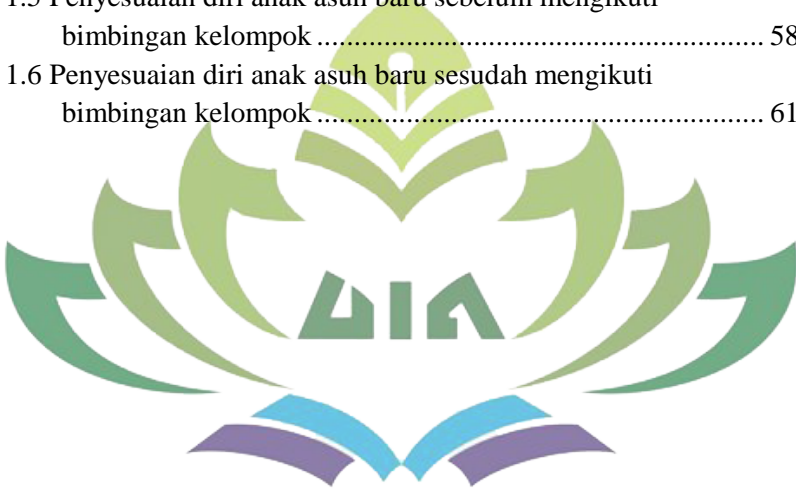 1.5 Penyesuaian diri anak asuh baru sebelum mengikuti
bimbingan kelompok ................................................................ 58
1.6 Penyesuaian diri anak asuh baru sesudah mengikuti
bimbingan kelompok ................................................................ 61
UIN